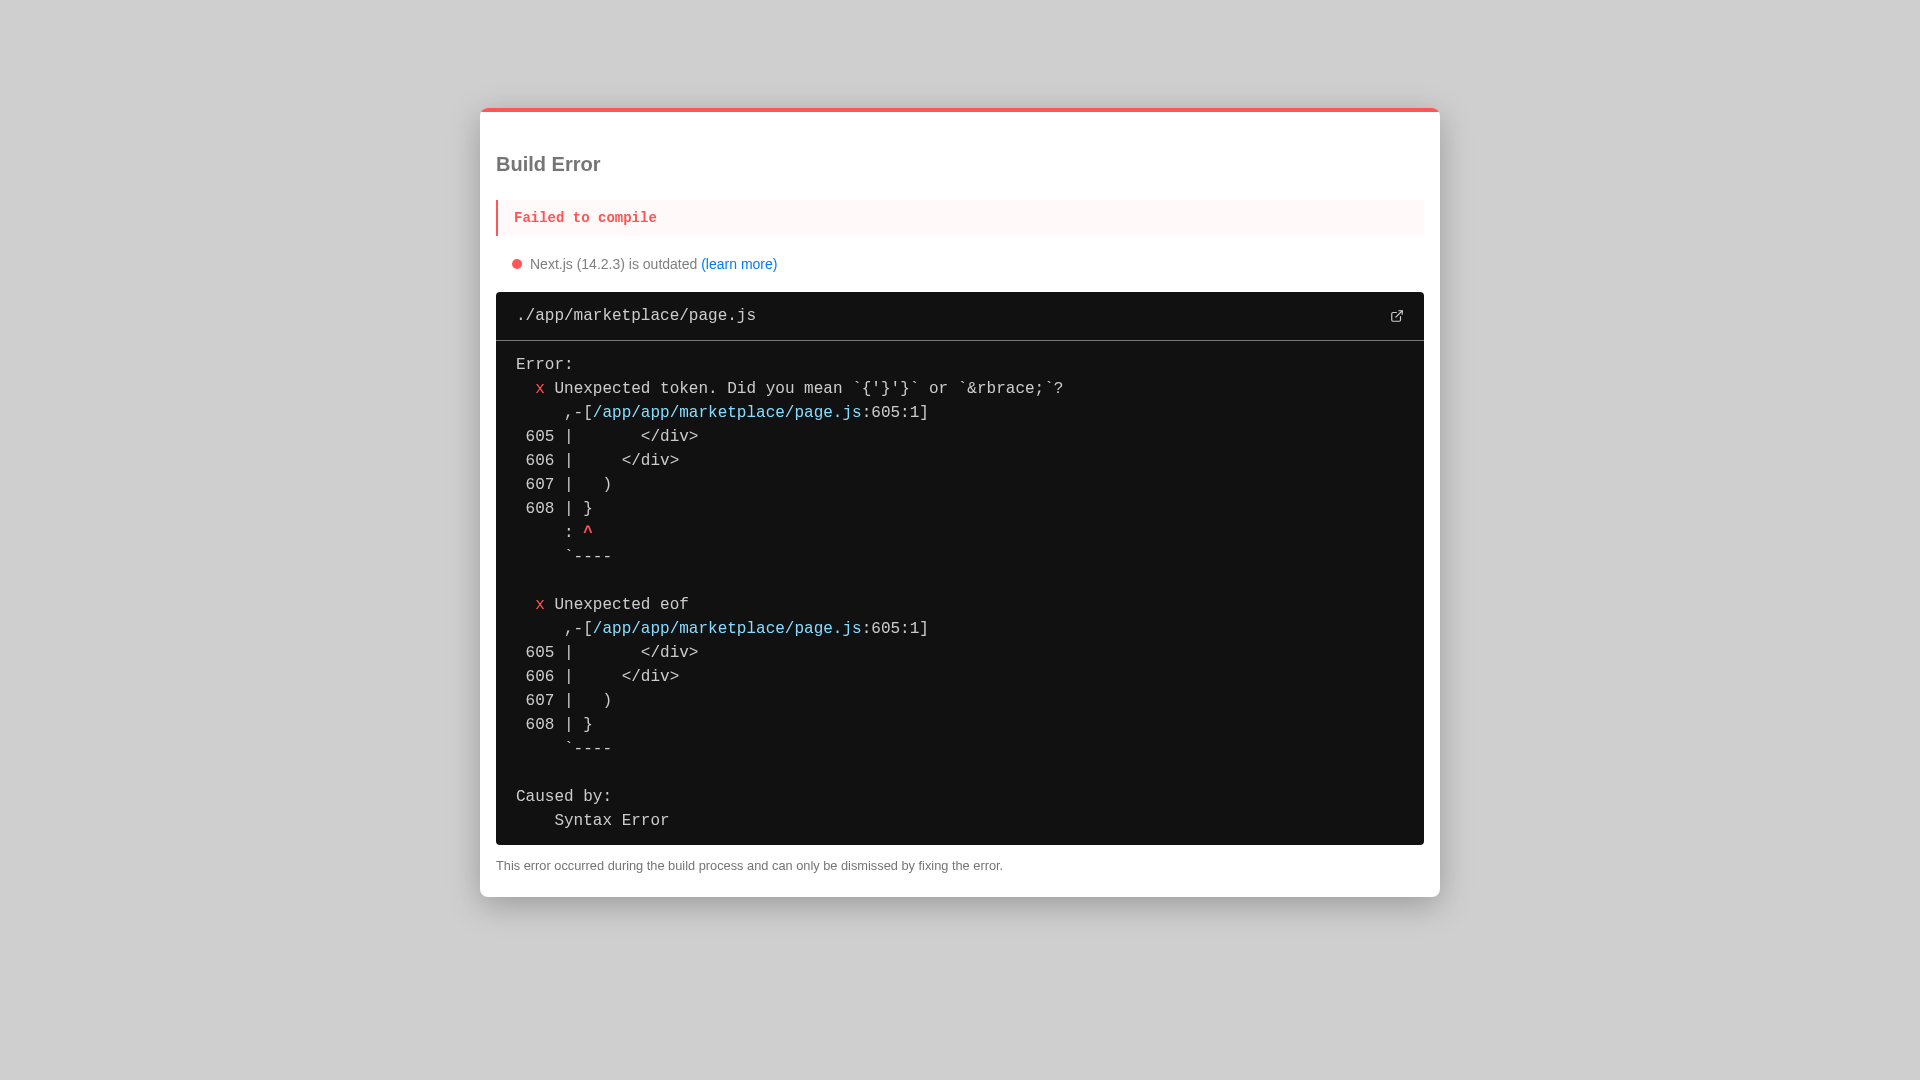 Build Error
Failed to compile
Next.js (14.2.3) is outdated (learn more)
./app/marketplace/page.js
Error:
  x Unexpected token. Did you mean `{'}'}` or `&rbrace;`?
     ,-[/app/app/marketplace/page.js:605:1]
 605 |       </div>
 606 |     </div>
 607 |   )
 608 | }
     : ^
     `----
  x Unexpected eof
     ,-[/app/app/marketplace/page.js:605:1]
 605 |       </div>
 606 |     </div>
 607 |   )
 608 | }
     `----
Caused by:
    Syntax Error
This error occurred during the build process and can only be dismissed by fixing the error.